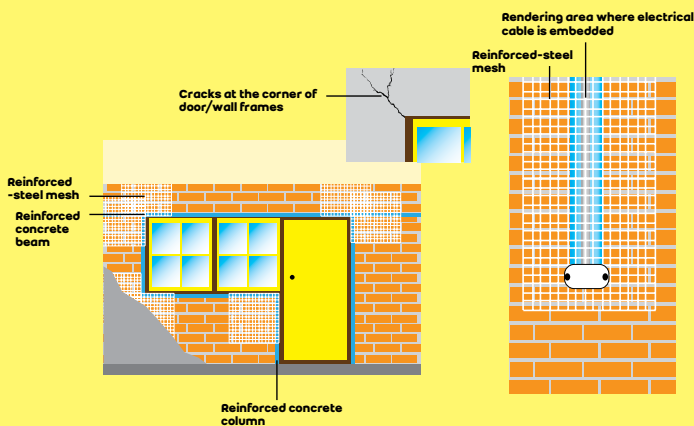 Rendering area where electrical
cable is embedded
Reinforced-steel
mesh
Cracks at the corner of
door/wall frames
Reinforced
-steel mesh
Reinforced
concrete
beam
Reinforced concrete
column